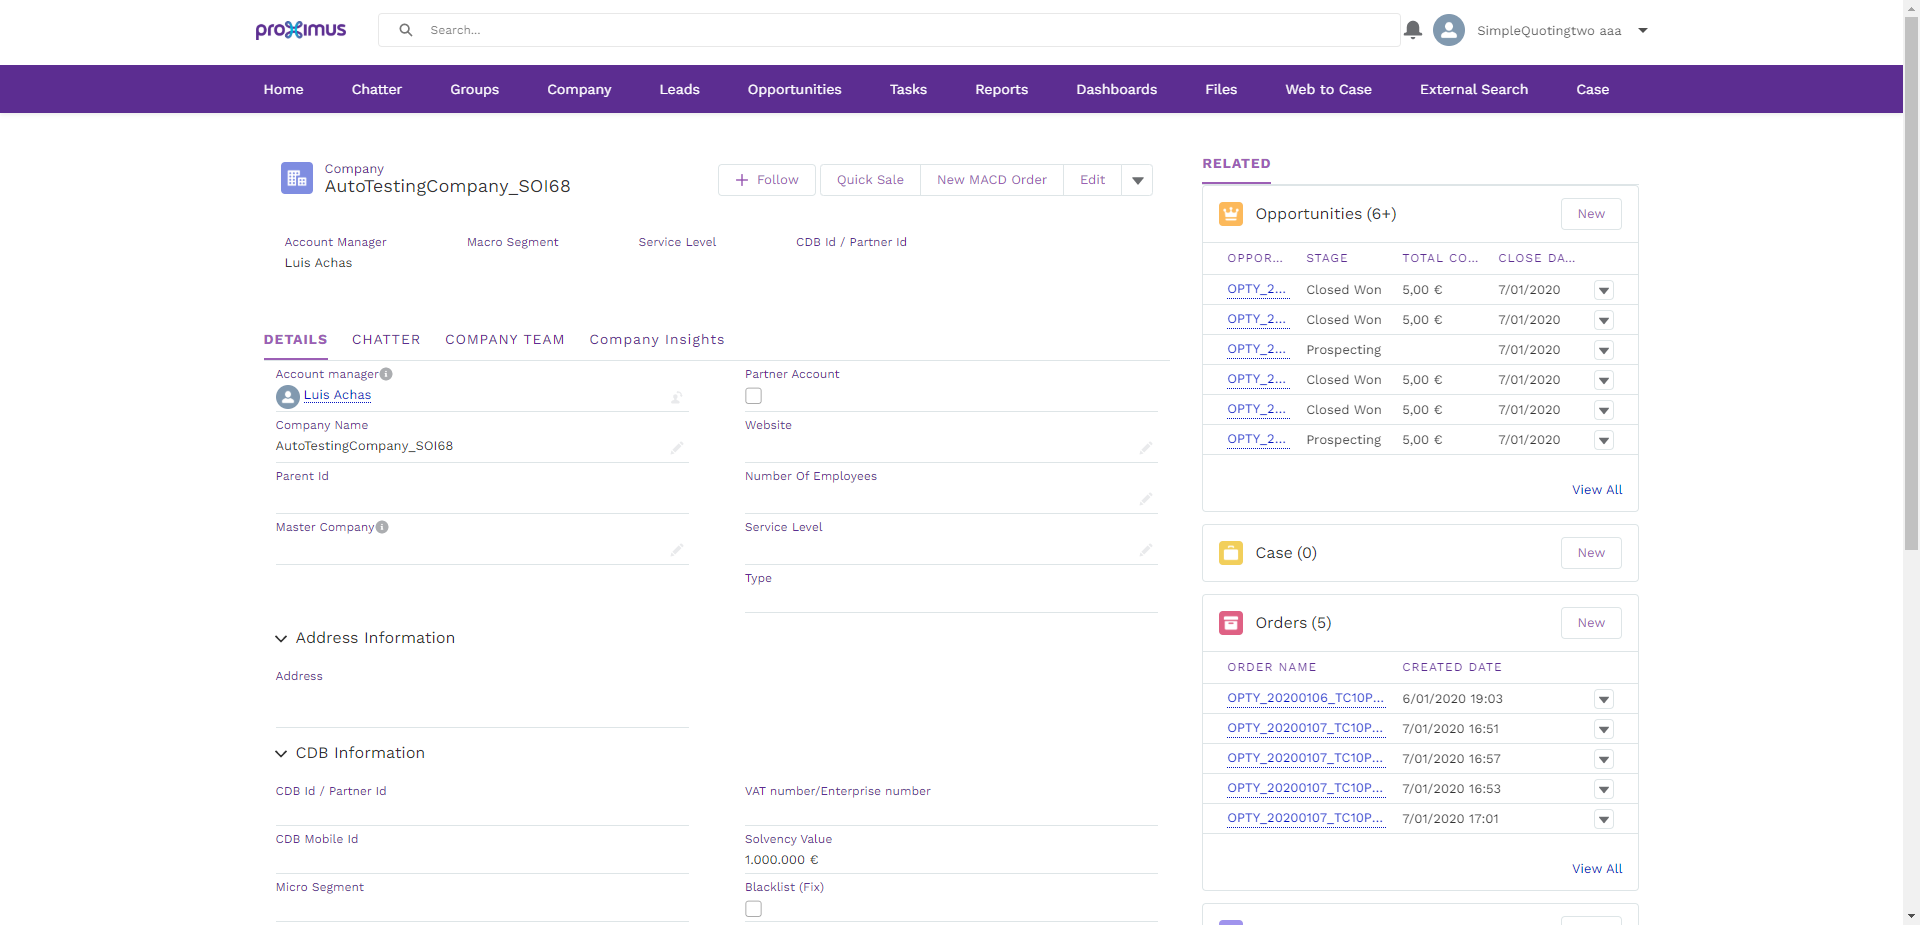 proximus
Search...
SimpleQuotingtwo aaa
Home
Chatter
Groups
Company
Leads
Opportunities
Tasks
Reports
Dashboards
Files
Web to Case
External Search
Case
Company
AutoTestingCompany_SOI68
Follow
Quick Sale
New MACD Order
Edit
Account Manager
Macro Segment
Service Level
CDB Id / Partner Id
Luis Achas
DETAILS
CHATTER
COMPANY TEAM
Company Insights
Account manager
Luis Achas
Partner Account
Company Name
AutoTestingCompany_SOI68
Website
Parent Id
Number Of Employees
Master Company
Service Level
Type
Address Information
Address
CDB Information
CDB Id / Partner Id
VAT number/Enterprise number
CDB Mobile Id
Solvency Value
1.000.000 €
Micro Segment
Blacklist (Fix)
RELATED
Opportunities (6+)
New
OPPOR... STAGE TOTAL CO... CLOSE DA...
OPTY_2... Closed Won 5,00 € 7/01/2020
OPTY_2... Closed Won 5,00 € 7/01/2020
OPTY_2... Prospecting 7/01/2020
OPTY_2... Closed Won 5,00 € 7/01/2020
OPTY_2... Closed Won 5,00 € 7/01/2020
OPTY_2... Prospecting 5,00 € 7/01/2020
View All
Case (0)
New
Orders (5)
New
ORDER NAME CREATED DATE
OPTY_20200106_TC10P... 6/01/2020 19:03
OPTY_20200107_TC10P... 7/01/2020 16:51
OPTY_20200107_TC10P... 7/01/2020 16:57
OPTY_20200107_TC10P... 7/01/2020 16:53
OPTY_20200107_TC10P... 7/01/2020 17:01
View All